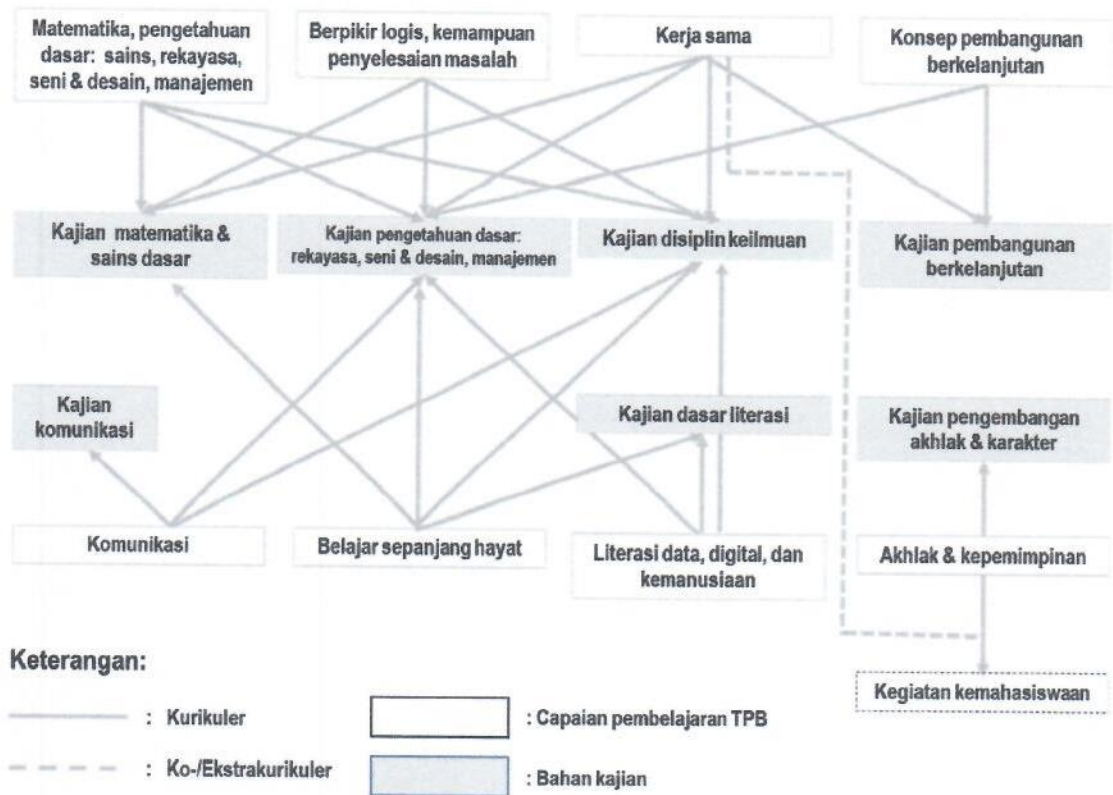 Matematika, pengetahuan
dasar: sains, rekayasa,
seni & desain, manajemen
Berpikir logis, kemampuan
penyelesaian masalah
Kerja sama
Konsep pembangunan
berkelanjutan
Kajian matematika &
sains dasar
Kajian pengetahuan dasar:
rekayasa, seni & desain, manajemen
Kajian disiplin keilmuan
Kajian pembangunan
berkelanjutan
Kajian
komunikasi
Kajian dasar literasi
Kajian pengembangan
akhlak & karakter
Komunikasi
Belajar sepanjang hayat
Literasi data, digital, dan
kemanusiaan
Akhlak & kepemimpinan
Kegiatan kemahasiswaan
Keterangan:
: Kurikuler
: Capaian pembelajaran TPB
: Ko-/Ekstrakurikuler
: Bahan kajian